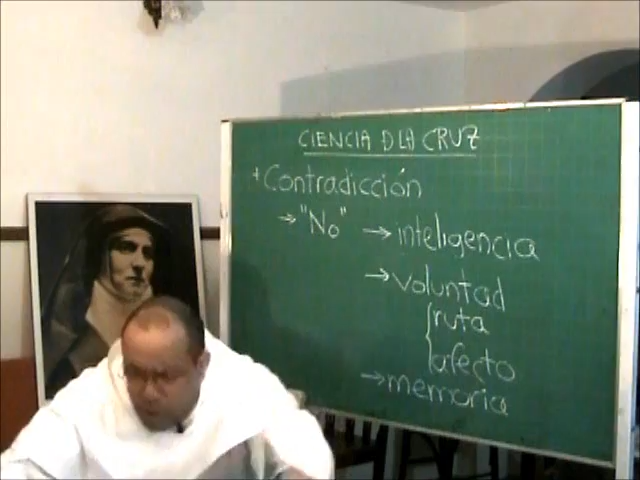 CIENCIA D LA CRUZ
+ Contradicción
→ "No" → inteligencia
→ voluntad
ruta
afecto
→ memoria